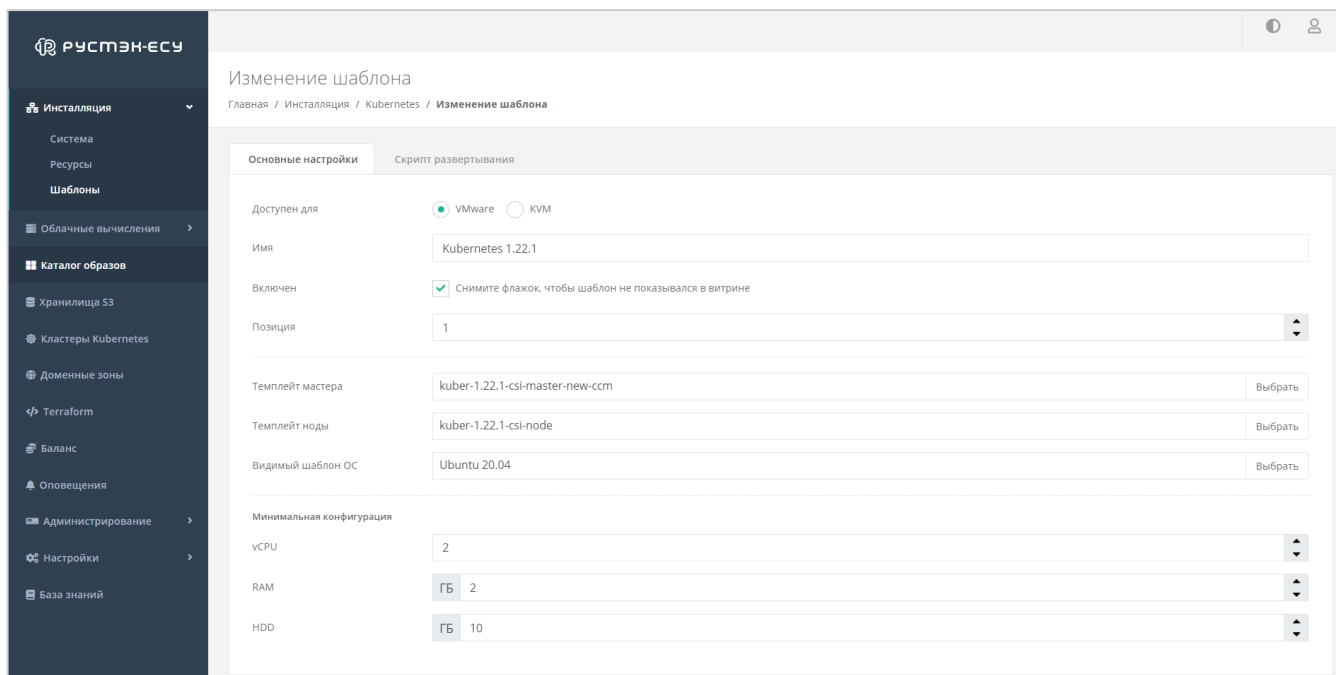 РУСТЭК-ЕСУ
Инсталляция
Система
Ресурсы
Шаблоны
Облачные вычисления
Каталог образов
Хранилища S3
Кластеры Kubernetes
Доменные зоны
Terraform
Баланс
Оповещения
Администрирование
Настройки
База знаний
Изменение шаблона
Главная / Инсталляция / Kubernetes / Изменение шаблона
Основные настройки Скрипт развертывания
Доступен для VMware KVM
Имя Kubernetes 1.22.1
Включен Снимите флажок, чтобы шаблон не показывался в витрине
Позиция 1
Темплейт мастера kuber-1.22.1-csi-master-new-ccm Выбрать
Темплейт ноды kuber-1.22.1-csi-node Выбрать
Видимый шаблон ОС Ubuntu 20.04 Выбрать
Минимальная конфигурация
vCPU 2
RAM ГБ 2
HDD ГБ 10